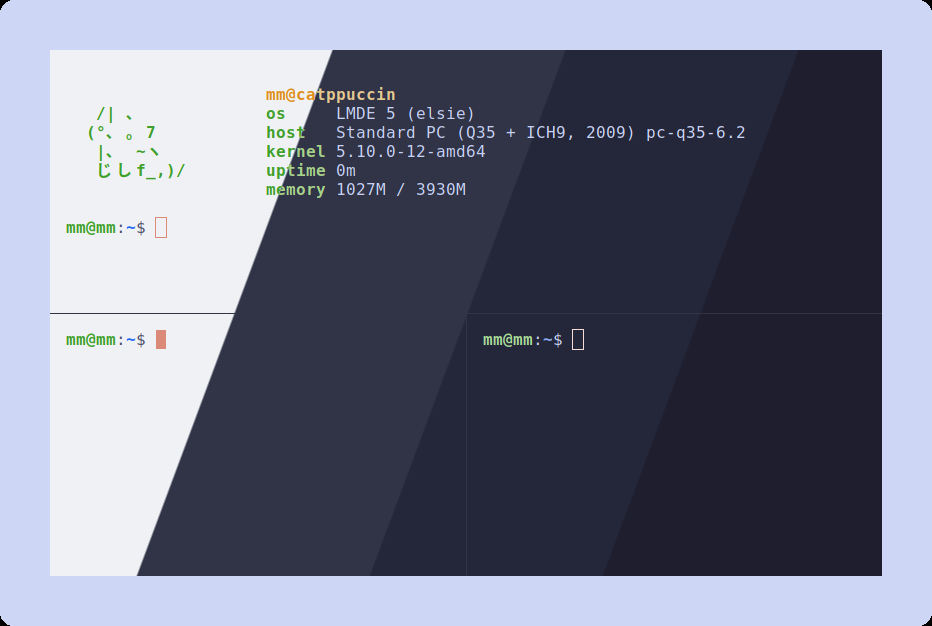 mm@catppuccin
/| 、
os LMDE 5 (elsie)
(°、 。 7
host Standard PC (Q35 + ICH9, 2009) pc-q35-6.2
|、 ~ヽ
kernel 5.10.0-12-amd64
じしf_,)/
uptime 0m
memory 1027M / 3930M
mm@mm:~$
mm@mm:~$
mm@mm:~$